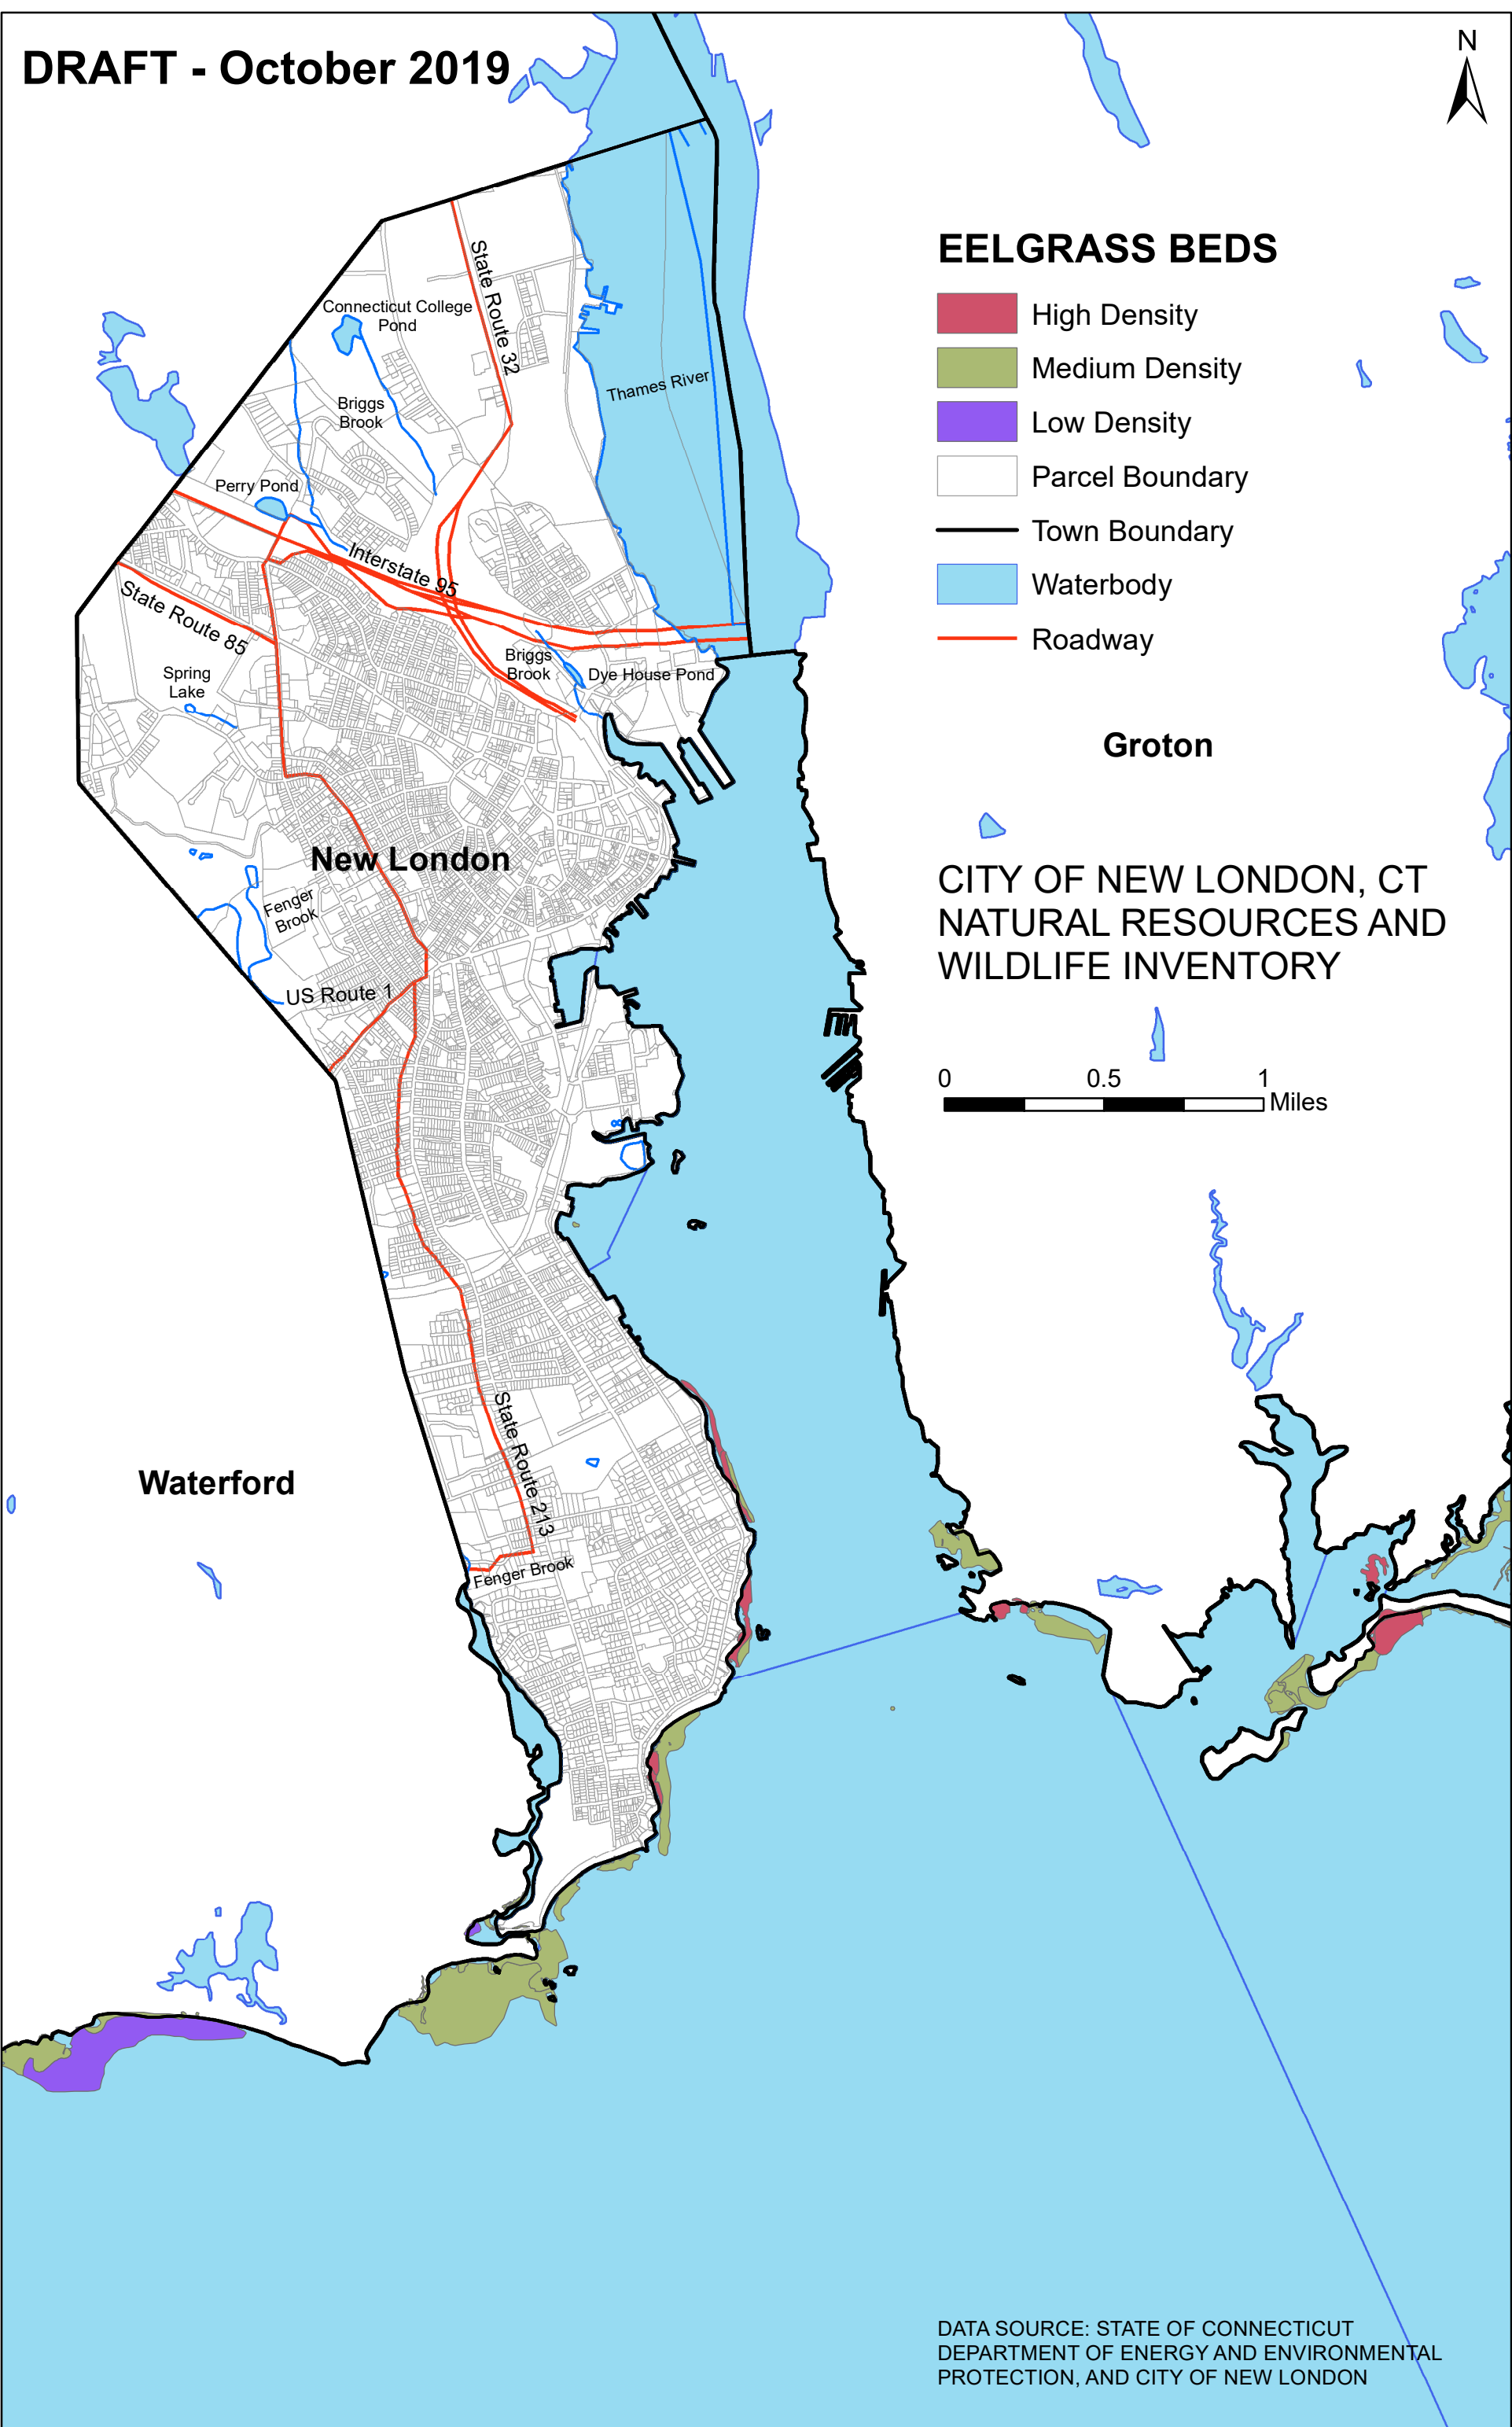 DRAFT - October 2019
N
State Route 32
Connecticut College
Pond
EELGRASS BEDS
High Density
Medium Density
Low Density
Parcel Boundary
Town Boundary
Waterbody
Roadway
Thames River
Briggs
Brook
Perry Pond
Interstate 95
State Route 85
Spring
Lake
Briggs
Brook
Dye House Pond
Groton
New London
CITY OF NEW LONDON, CT
NATURAL RESOURCES AND
WILDLIFE INVENTORY
Fenger
Brook
US Route 1
0 0.5 1
Miles
State Route 213
Waterford
Fenger Brook
DATA SOURCE: STATE OF CONNECTICUT
DEPARTMENT OF ENERGY AND ENVIRONMENTAL
PROTECTION, AND CITY OF NEW LONDON